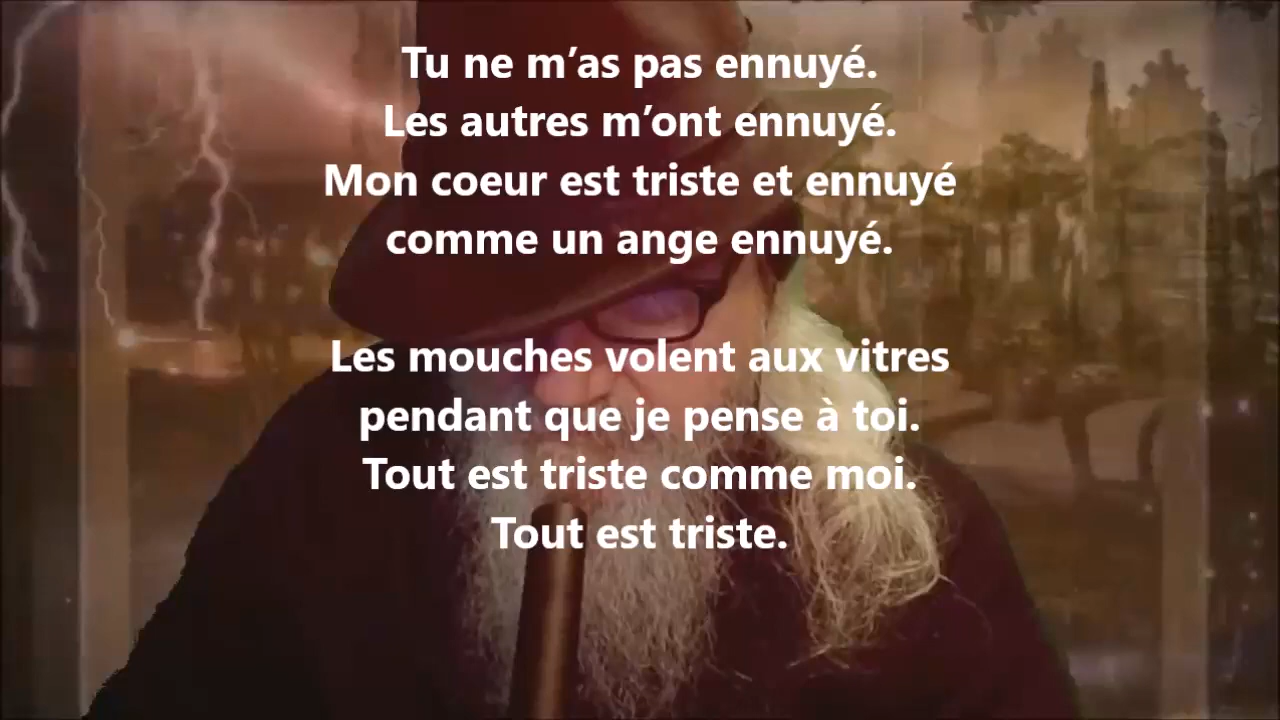 Tu ne m’as pas ennuyé.
Les autres m’ont ennuyé.
Mon coeur est triste et ennuyé
comme un ange ennuyé.
Les mouches volent aux vitres
pendant que je pense à toi.
Tout est triste comme moi.
Tout est triste.